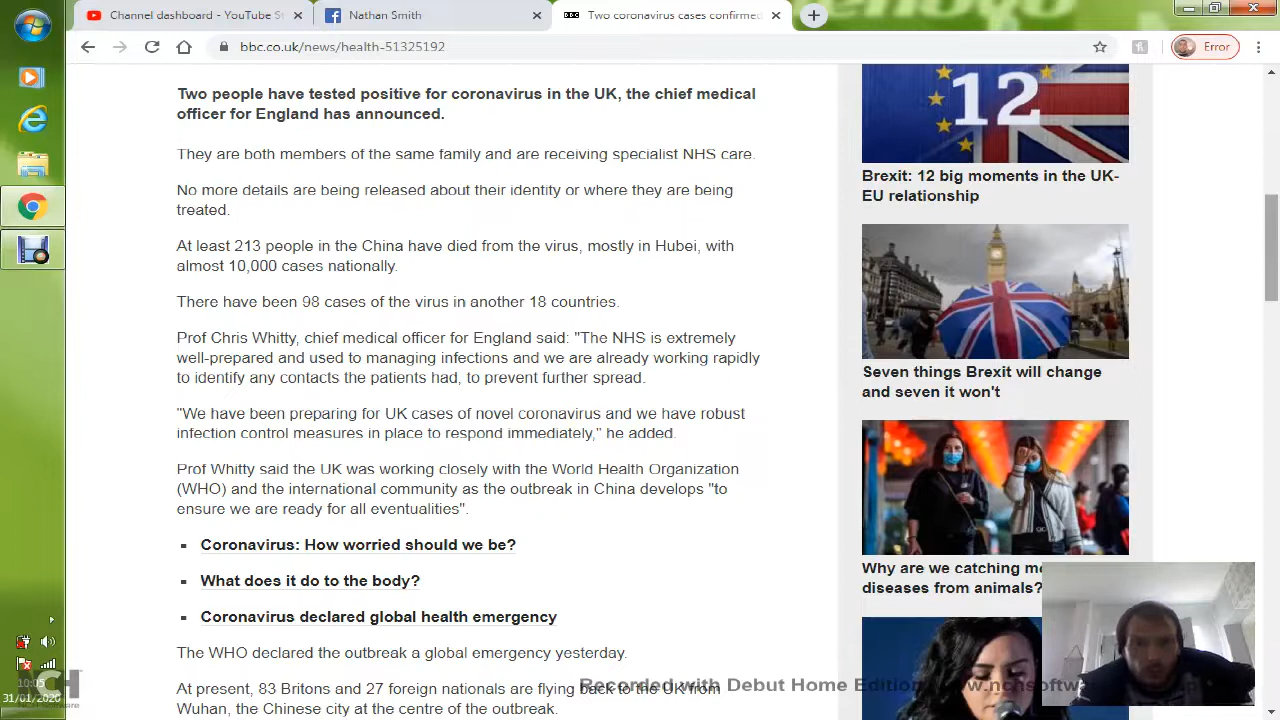 Channel dashboard - YouTube St
Nathan Smith
BBC
Two coronavirus cases confirmed
bbc.co.uk/news/health-51325192
Error
Two people have tested positive for coronavirus in the UK, the chief medical
officer for England has announced.
They are both members of the same family and are receiving specialist NHS care.
No more details are being released about their identity or where they are being
treated.
At least 213 people in the China have died from the virus, mostly in Hubei, with
almost 10,000 cases nationally.
There have been 98 cases of the virus in another 18 countries.
Prof Chris Whitty, chief medical officer for England said: "The NHS is extremely
well-prepared and used to managing infections and we are already working rapidly
to identify any contacts the patients had, to prevent further spread.
"We have been preparing for UK cases of novel coronavirus and we have robust
infection control measures in place to respond immediately," he added.
Prof Whitty said the UK was working closely with the World Health Organization
(WHO) and the international community as the outbreak in China develops "to
ensure we are ready for all eventualities".
Coronavirus: How worried should we be?
What does it do to the body?
Coronavirus declared global health emergency
The WHO declared the outbreak a global emergency yesterday.
At present, 83 Britons and 27 foreign nationals are flying back to the UK from
Wuhan, the Chinese city at the centre of the outbreak.
12
Brexit: 12 big moments in the UK-
EU relationship
Seven things Brexit will change
and seven it won't
Why are we catching
diseases from animals?
10:05
31/01/2020
Recorded with Debut Home Edition